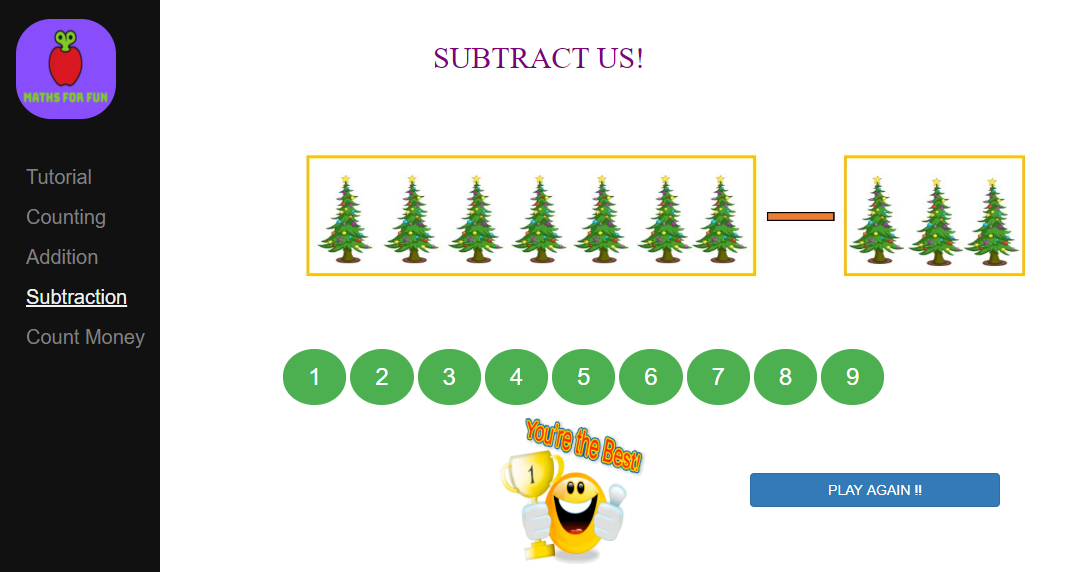 MATHS FOR FUN
Tutorial
Counting
Addition
Subtraction
Count Money
SUBTRACT US!
1 2 3 4 5 6 7 8 9
You're the Best!
1
PLAY AGAIN !!